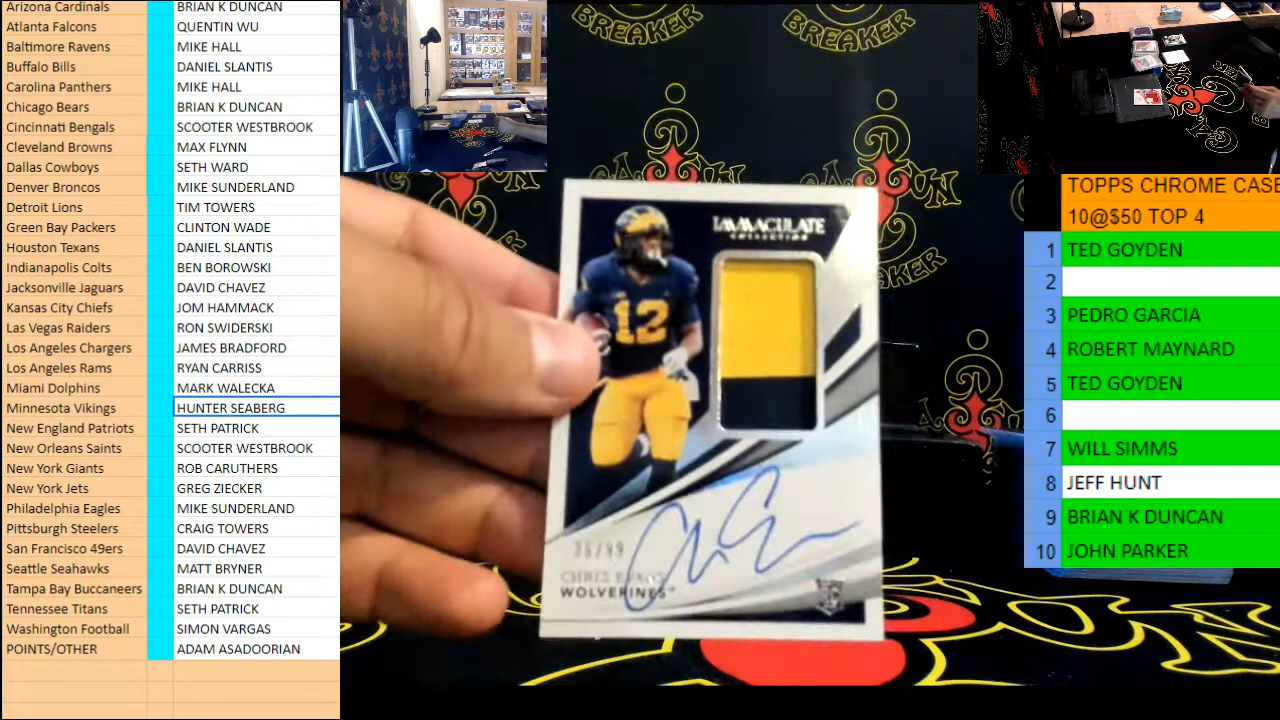 Arizona Cardinals BRIAN K DUNCAN
Atlanta Falcons QUENTIN WU
Baltimore Ravens MIKE HALL
Buffalo Bills DANIEL SLANTIS
Carolina Panthers MIKE HALL
Chicago Bears BRIAN K DUNCAN
Cincinnati Bengals SCOOTER WESTBROOK
Cleveland Browns MAX FLYNN
Dallas Cowboys SETH WARD
Denver Broncos MIKE SUNDERLAND
Detroit Lions TIM TOWERS
Green Bay Packers CLINTON WADE
Houston Texans DANIEL SLANTIS
Indianapolis Colts BEN BOROWSKI
Jacksonville Jaguars DAVID CHAVEZ
Kansas City Chiefs JOM HAMMACK
Las Vegas Raiders RON SWIDERSKI
Los Angeles Chargers JAMES BRADFORD
Los Angeles Rams RYAN CARRISS
Miami Dolphins MARK WALECKA
Minnesota Vikings HUNTER SEABERG
New England Patriots SETH PATRICK
New Orleans Saints SCOOTER WESTBROOK
New York Giants ROB CARUTHERS
New York Jets GREG ZIECKER
Philadelphia Eagles MIKE SUNDERLAND
Pittsburgh Steelers CRAIG TOWERS
San Francisco 49ers DAVID CHAVEZ
Seattle Seahawks MATT BRYNER
Tampa Bay Buccaneers BRIAN K DUNCAN
Tennessee Titans SETH PATRICK
Washington Football SIMON VARGAS
POINTS/OTHER ADAM ASADOORIAN
BREAKER
BREAKER
CAJUN
CAJUN
BREAKER
IMMACULATE
COLLECTION
12
CHRIS
WOLVERINES
TOPPS CHROME CASE
10@$50 TOP 4
1 TED GOYDEN
2
3 PEDRO GARCIA
4 ROBERT MAYNARD
5 TED GOYDEN
6
7 WILL SIMMS
8 JEFF HUNT
9 BRIAN K DUNCAN
10 JOHN PARKER